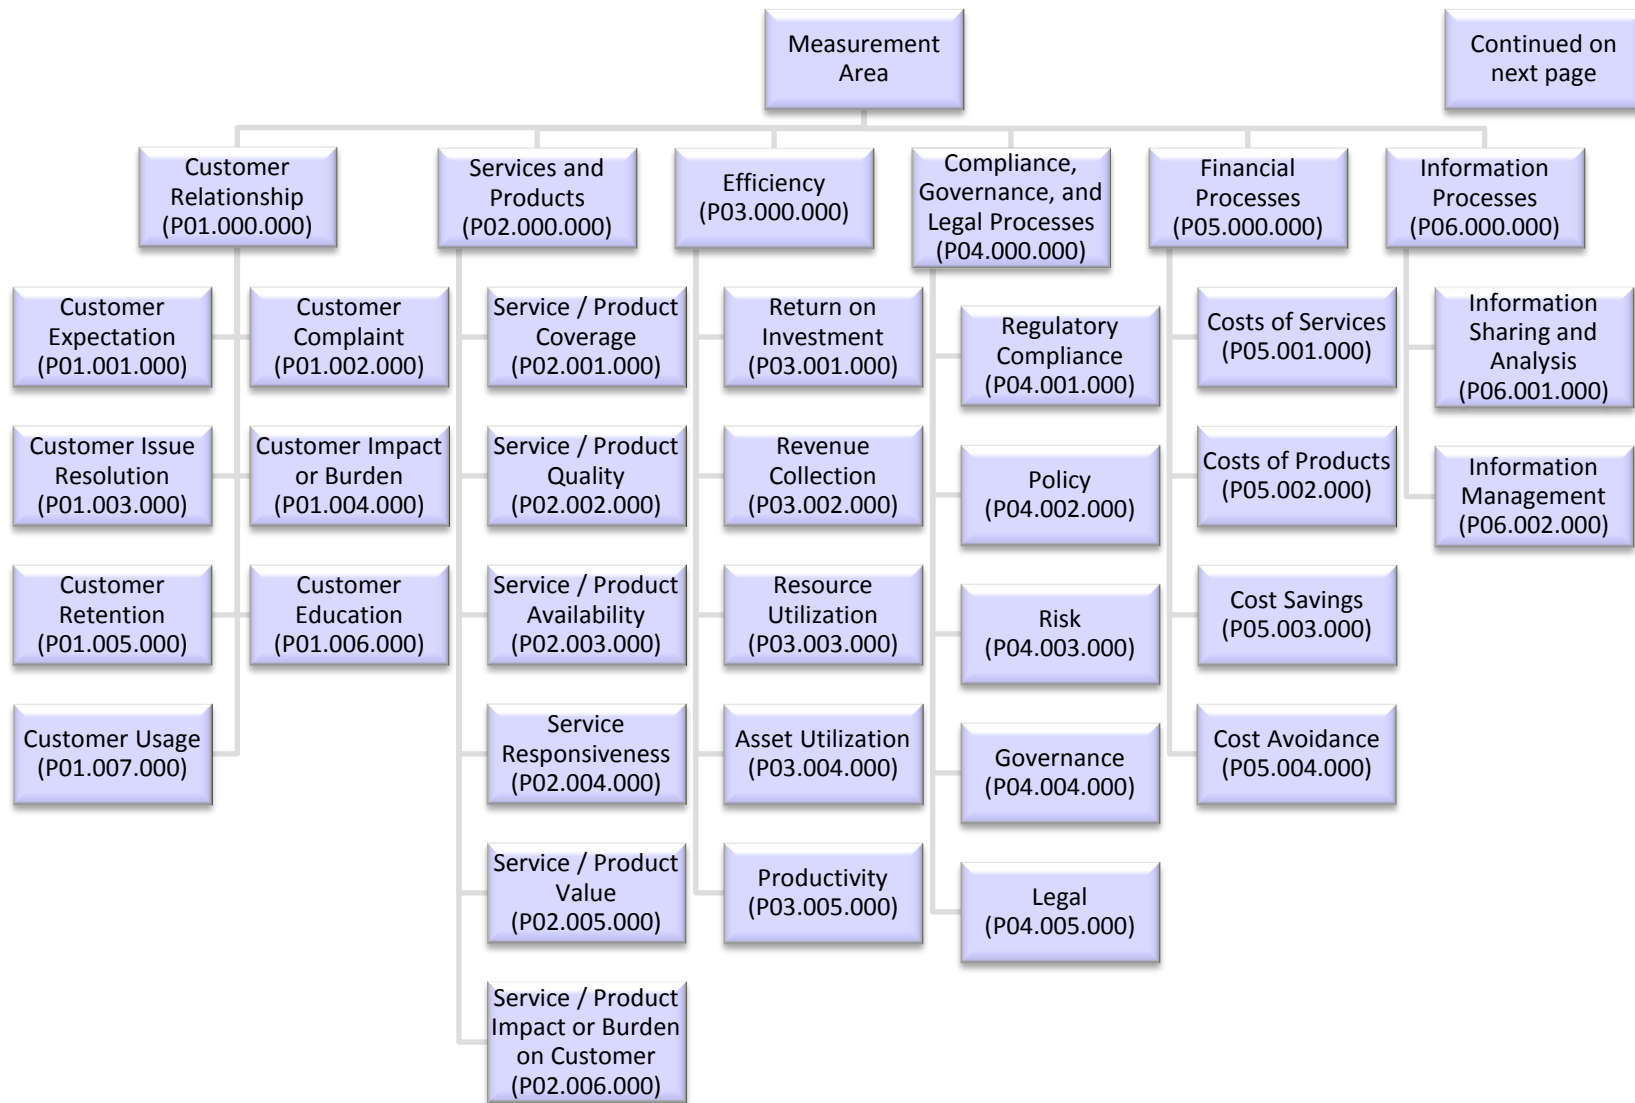 Measurement
Area
Continued on
next page
Customer
Relationship
(P01.000.000)
Services and
Products
(P02.000.000)
Efficiency
(P03.000.000)
Compliance,
Governance, and
Legal Processes
(P04.000.000)
Financial
Processes
(P05.000.000)
Information
Processes
(P06.000.000)
Customer
Expectation
(P01.001.000)
Customer
Complaint
(P01.002.000)
Customer Issue
Resolution
(P01.003.000)
Customer Impact
or Burden
(P01.004.000)
Customer
Retention
(P01.005.000)
Customer
Education
(P01.006.000)
Customer Usage
(P01.007.000)
Service / Product
Coverage
(P02.001.000)
Service / Product
Quality
(P02.002.000)
Service / Product
Availability
(P02.003.000)
Service
Responsiveness
(P02.004.000)
Service / Product
Value
(P02.005.000)
Service / Product
Impact or Burden
on Customer
(P02.006.000)
Return on
Investment
(P03.001.000)
Revenue
Collection
(P03.002.000)
Resource
Utilization
(P03.003.000)
Asset Utilization
(P03.004.000)
Productivity
(P03.005.000)
Regulatory
Compliance
(P04.001.000)
Policy
(P04.002.000)
Risk
(P04.003.000)
Governance
(P04.004.000)
Legal
(P04.005.000)
Costs of Services
(P05.001.000)
Costs of Products
(P05.002.000)
Cost Savings
(P05.003.000)
Cost Avoidance
(P05.004.000)
Information
Sharing and
Analysis
(P06.001.000)
Information
Management
(P06.002.000)